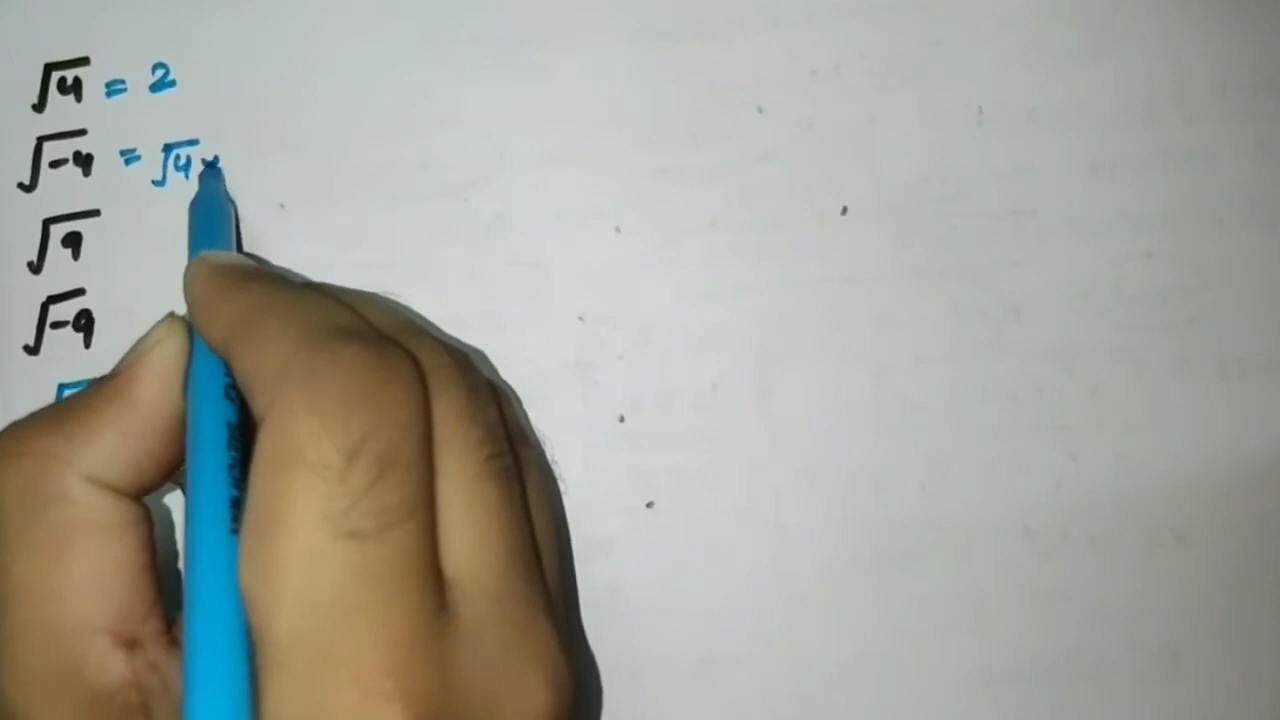 √4 = 2
√-4 = √4 ×
√9
√-9